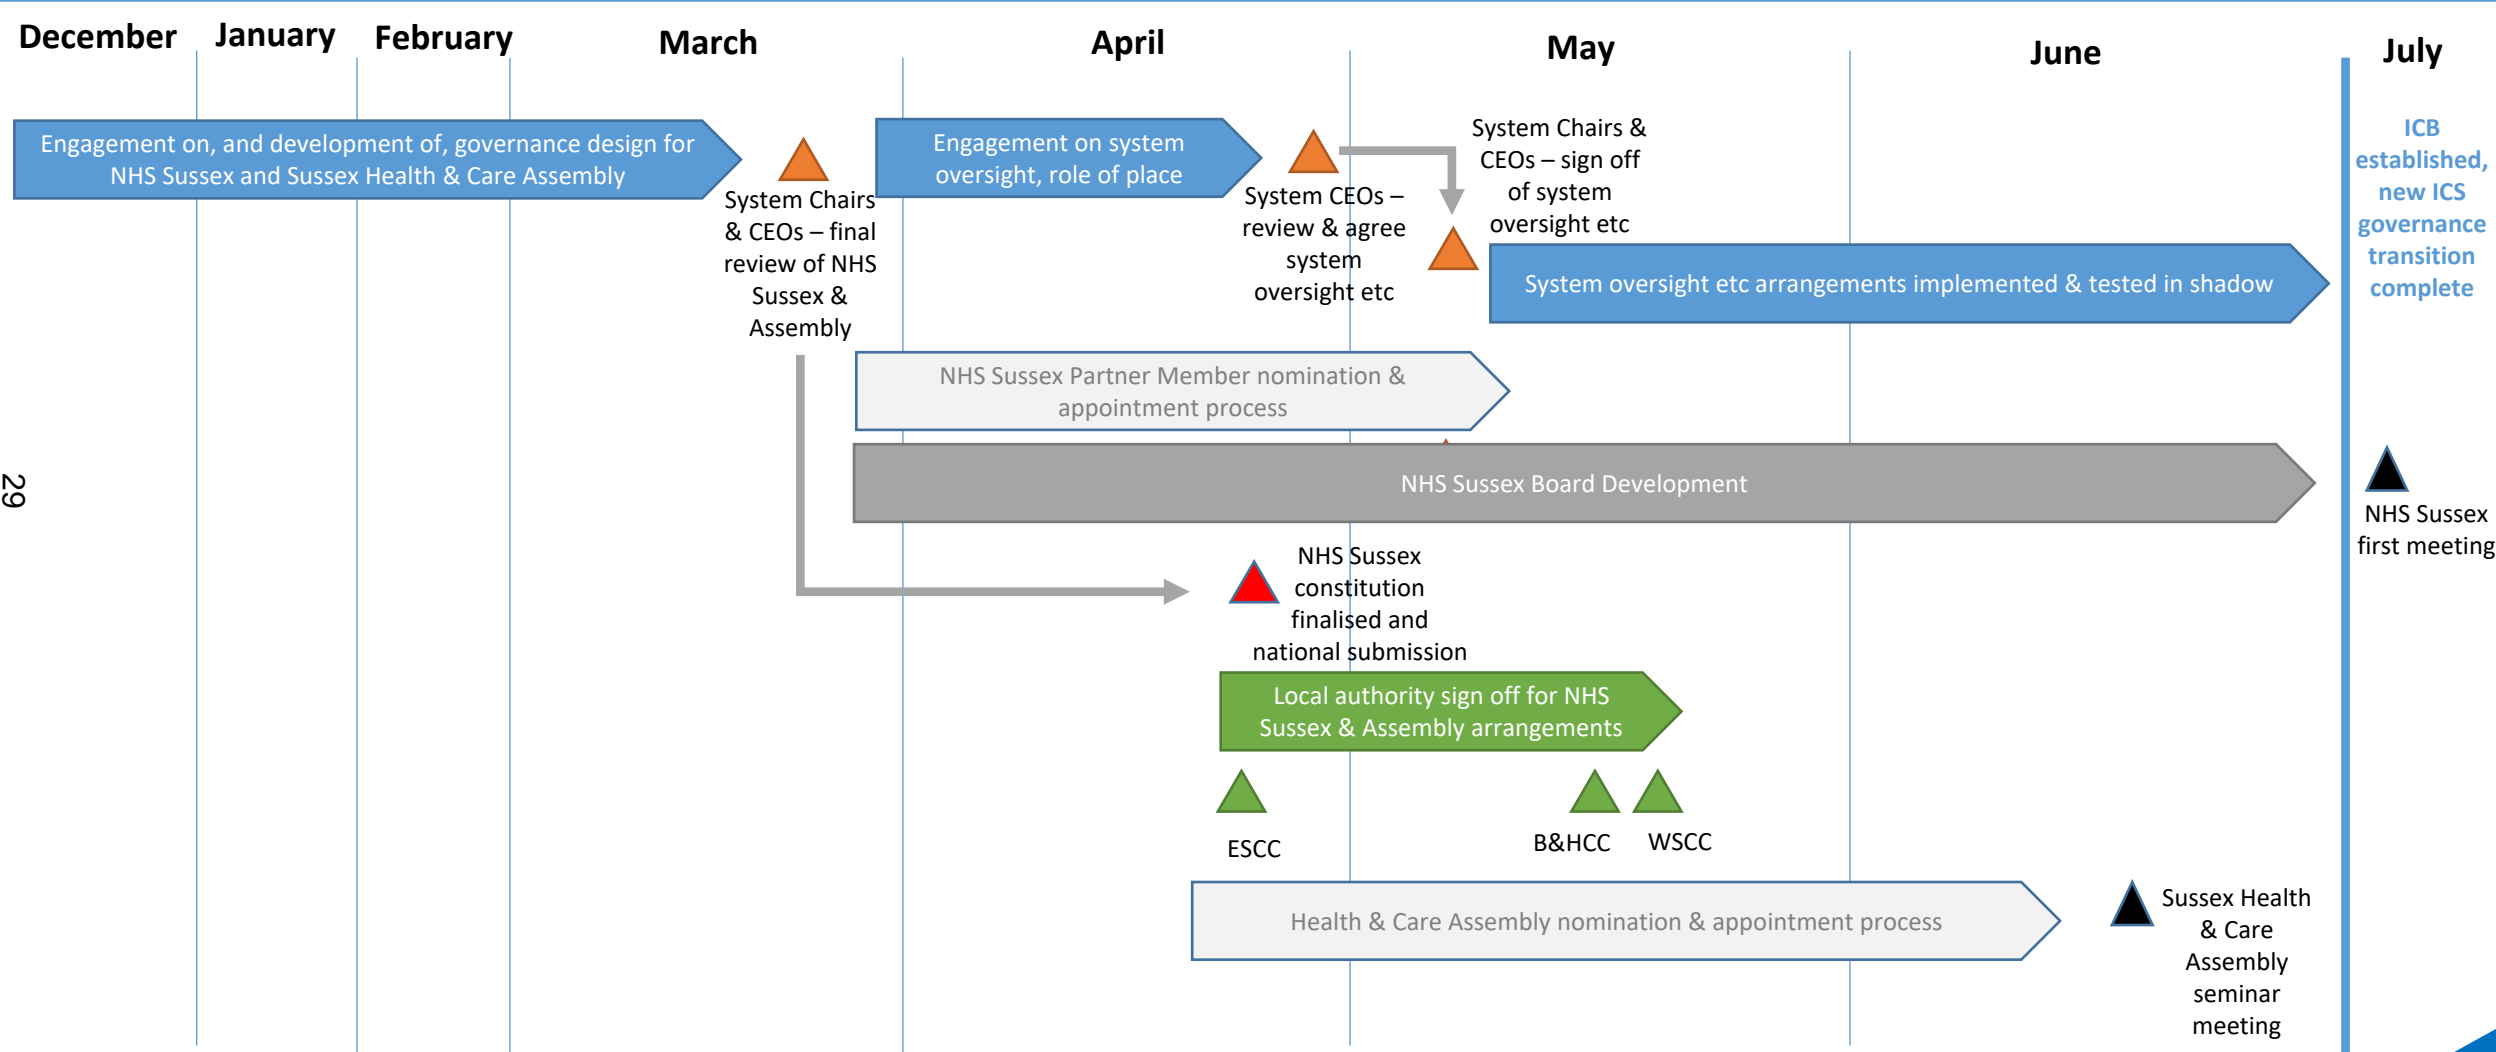 December
January
February
March
April
May
June
July
Engagement on, and development of, governance design for
NHS Sussex and Sussex Health & Care Assembly
System Chairs
& CEOs – final
review of NHS
Sussex &
Assembly
Engagement on system
oversight, role of place
System CEOs –
review & agree
system
oversight etc
System Chairs &
CEOs – sign off
of system
oversight etc
System oversight etc arrangements implemented & tested in shadow
ICB
established,
new ICS
governance
transition
complete
NHS Sussex Partner Member nomination &
appointment process
NHS Sussex Board Development
NHS Sussex
first meeting
29
NHS Sussex
constitution
finalised and
national submission
Local authority sign off for NHS
Sussex & Assembly arrangements
ESCC
B&HCC
WSCC
Health & Care Assembly nomination & appointment process
Sussex Health
& Care
Assembly
seminar
meeting